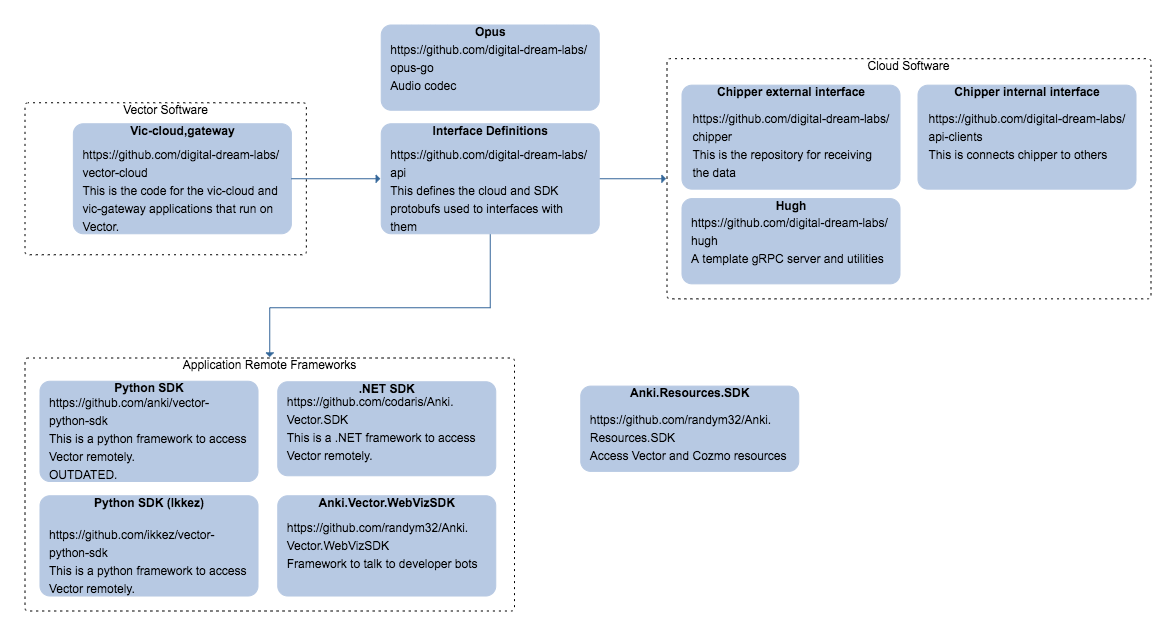 Opus
https://github.com/digital-dream-labs/
opus-go
Audio codec
Vector Software
Vic-cloud,gateway
https://github.com/digital-dream-labs/
vector-cloud
This is the code for the vic-cloud and
vic-gateway applications that run on
Vector.
Interface Definitions
https://github.com/digital-dream-labs/
api
This defines the cloud and SDK
protobufs used to interfaces with
them
Cloud Software
Chipper external interface
https://github.com/digital-dream-labs/
chipper
This is the repository for receiving
the data
Chipper internal interface
https://github.com/digital-dream-labs/
api-clients
This is connects chipper to others
Hugh
https://github.com/digital-dream-labs/
hugh
A template gRPC server and utilities
Application Remote Frameworks
Python SDK
https://github.com/anki/vector-
python-sdk
This is a python framework to access
Vector remotely.
OUTDATED.
.NET SDK
https://github.com/codaris/Anki.
Vector.SDK
This is a .NET framework to access
Vector remotely.
Python SDK (Ikkez)
https://github.com/ikkez/vector-
python-sdk
This is a python framework to access
Vector remotely.
Anki.Vector.WebVizSDK
https://github.com/randym32/Anki.
Vector.WebVizSDK
Framework to talk to developer bots
Anki.Resources.SDK
https://github.com/randym32/Anki.
Resources.SDK
Access Vector and Cozmo resources